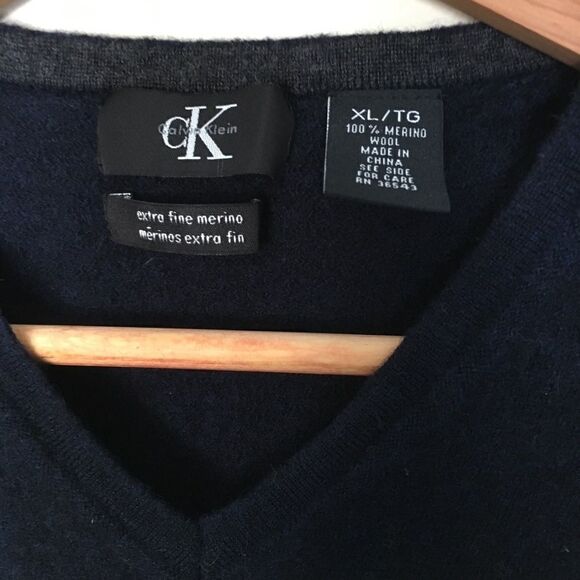 cK
Calvin Klein
extra fine merino
mérinos extra fin
XL/TG
100 % MERINO
WOOL
MADE IN
CHINA
SEE SIDE
FOR CARE
RN 36543